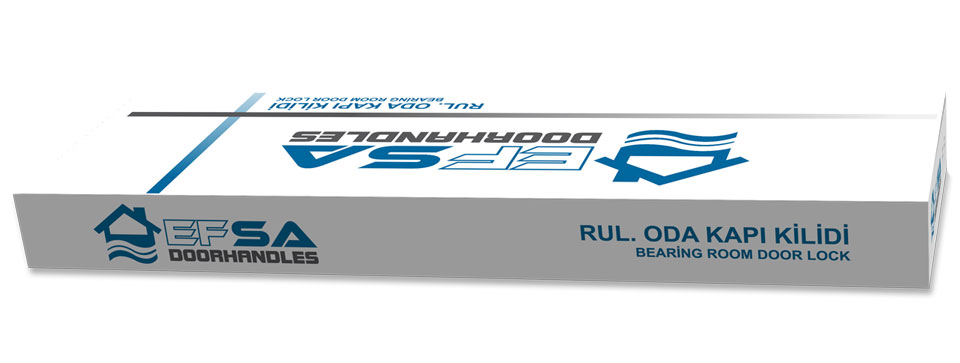 RUL. ODA KAPI KİLİDİ
BEARİNG ROOM DOOR LOCK
EFSA
DOORHANDLES
EFSA
DOORHANDLES
RUL. ODA KAPI KİLİDİ
BEARİNG ROOM DOOR LOCK